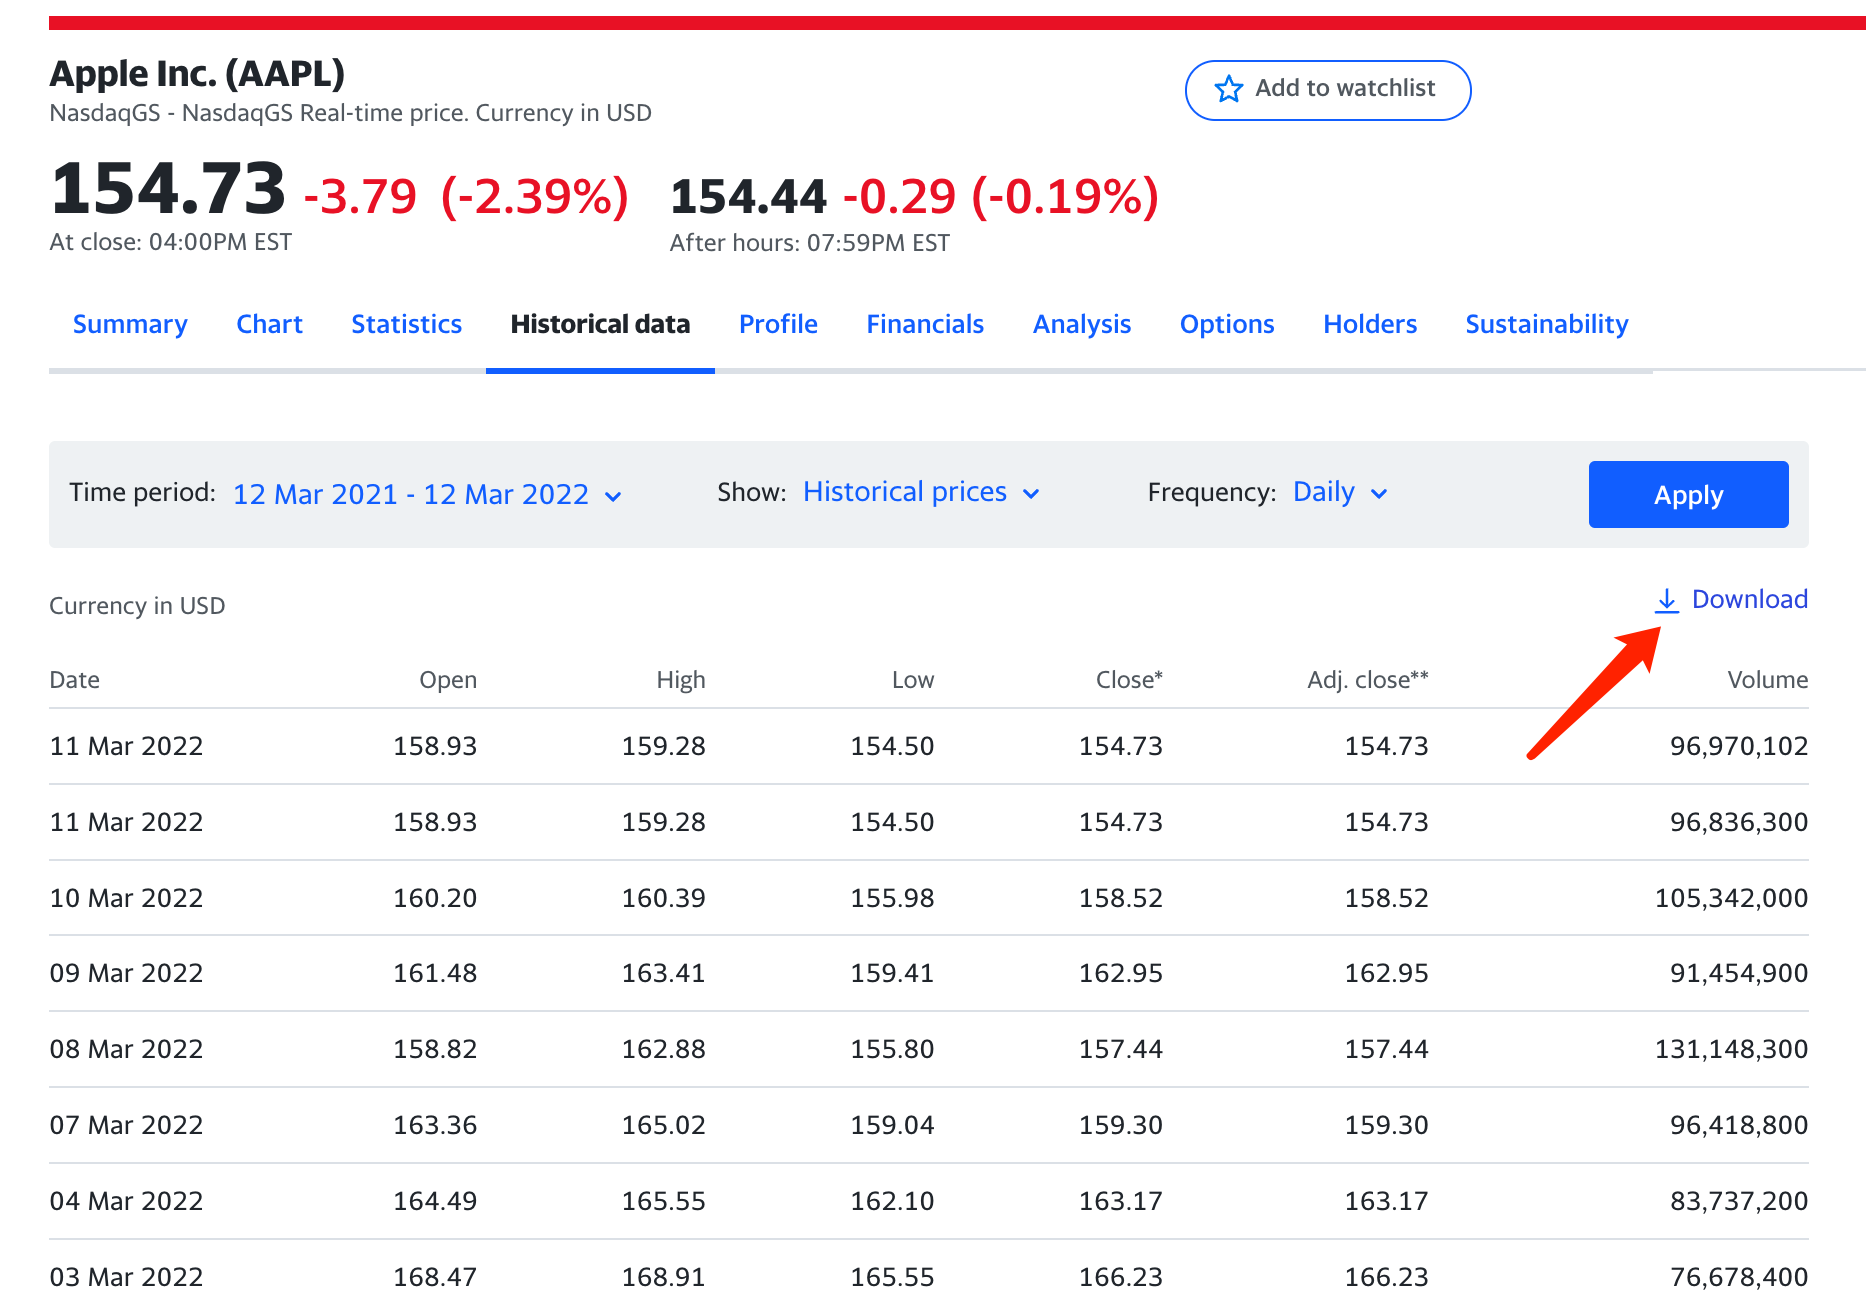 Apple Inc. (AAPL)
Add to watchlist
NasdaqGS - NasdaqGS Real-time price. Currency in USD
154.73 -3.79 (-2.39%) 154.44 -0.29 (-0.19%)
At close: 04:00PM EST After hours: 07:59PM EST
Summary Chart Statistics Historical data Profile Financials Analysis Options Holders Sustainability
Time period: 12 Mar 2021 - 12 Mar 2022 Show: Historical prices Frequency: Daily Apply
Currency in USD Download
Date Open High Low Close* Adj. close** Volume
11 Mar 2022 158.93 159.28 154.50 154.73 154.73 96,970,102
11 Mar 2022 158.93 159.28 154.50 154.73 154.73 96,836,300
10 Mar 2022 160.20 160.39 155.98 158.52 158.52 105,342,000
09 Mar 2022 161.48 163.41 159.41 162.95 162.95 91,454,900
08 Mar 2022 158.82 162.88 155.80 157.44 157.44 131,148,300
07 Mar 2022 163.36 165.02 159.04 159.30 159.30 96,418,800
04 Mar 2022 164.49 165.55 162.10 163.17 163.17 83,737,200
03 Mar 2022 168.47 168.91 165.55 166.23 166.23 76,678,400